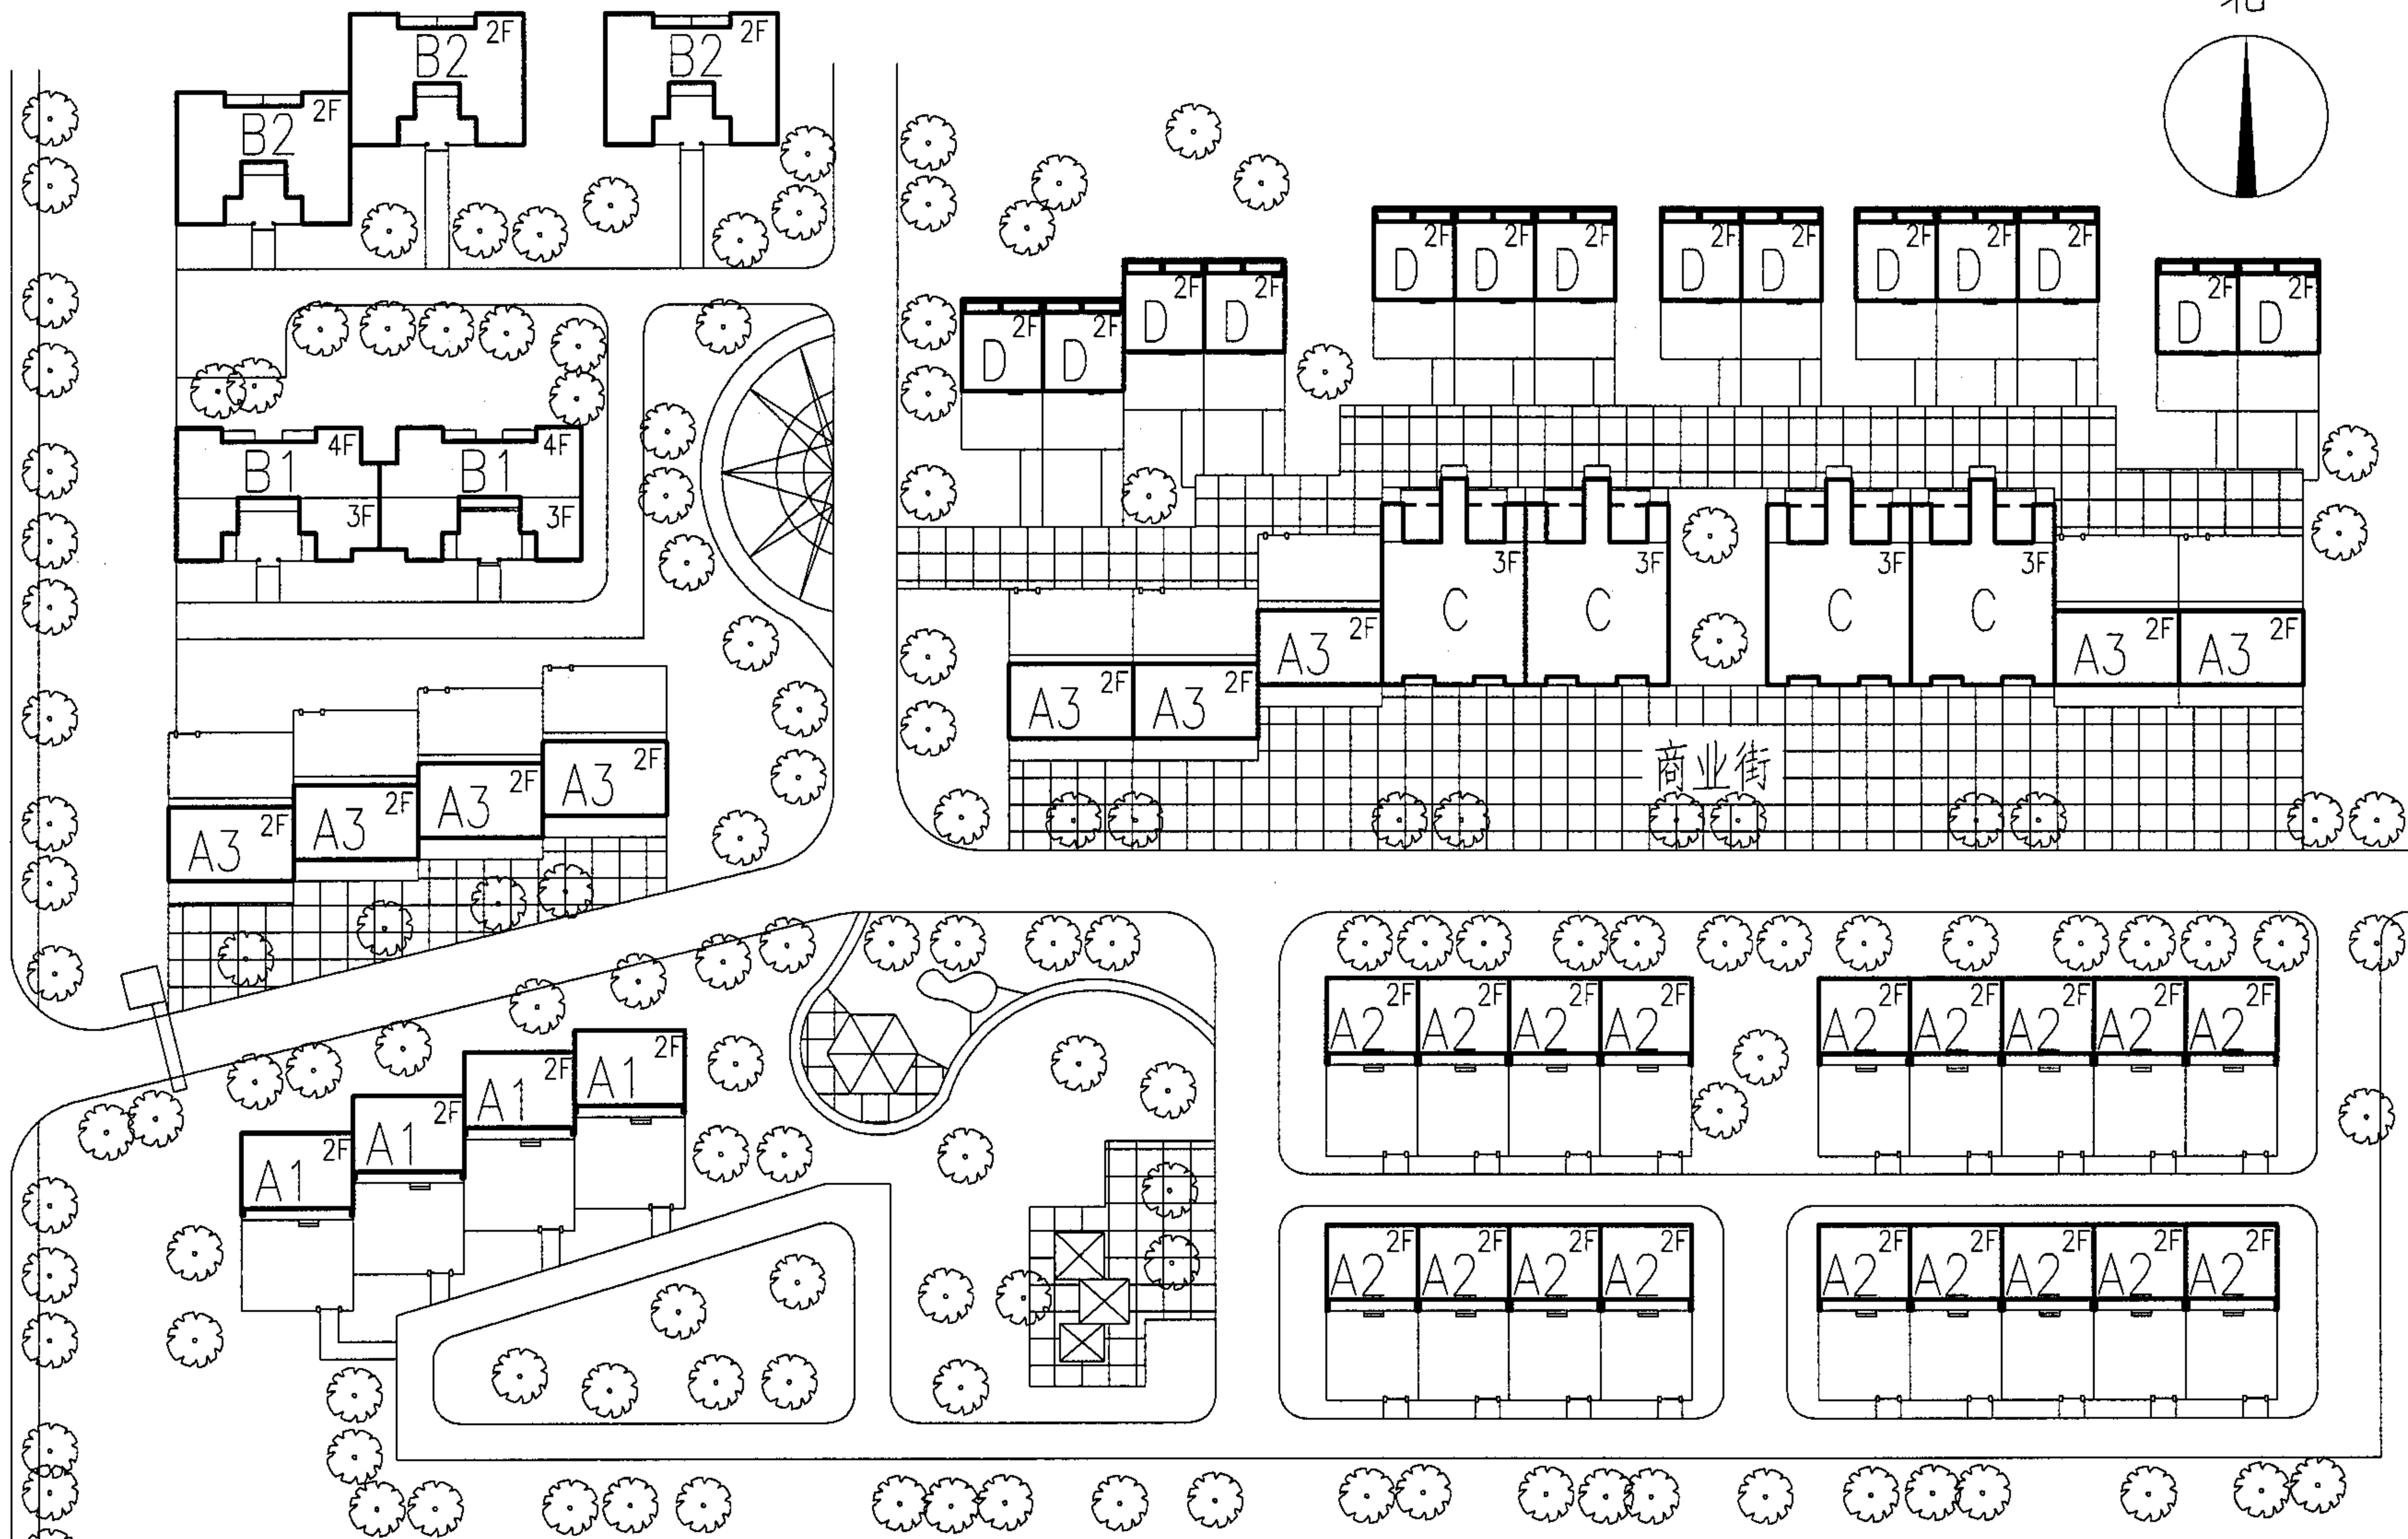 2F 2F
B2 B2
2F
B2
2F 2F 2F 2F 2F 2F 2F 2F
D D D D D D D D
2F 2F 2F 2F
D D D D
2F 2F
D D
4F 4F
B1 B1
3F 3F
3F 3F 3F 3F
C C C C
2F 2F 2F
A3 A3 A3
2F 2F
A3 A3
商业街
2F
A3
2F
A3
2F
A3
2F
A3
2F 2F 2F 2F 2F 2F 2F 2F 2F
A2 A2 A2 A2 A2 A2 A2 A2 A2
2F
A1
2F
A1
2F
A1
2F
A1
2F 2F 2F 2F 2F 2F 2F 2F 2F
A2 A2 A2 A2 A2 A2 A2 A2 A2